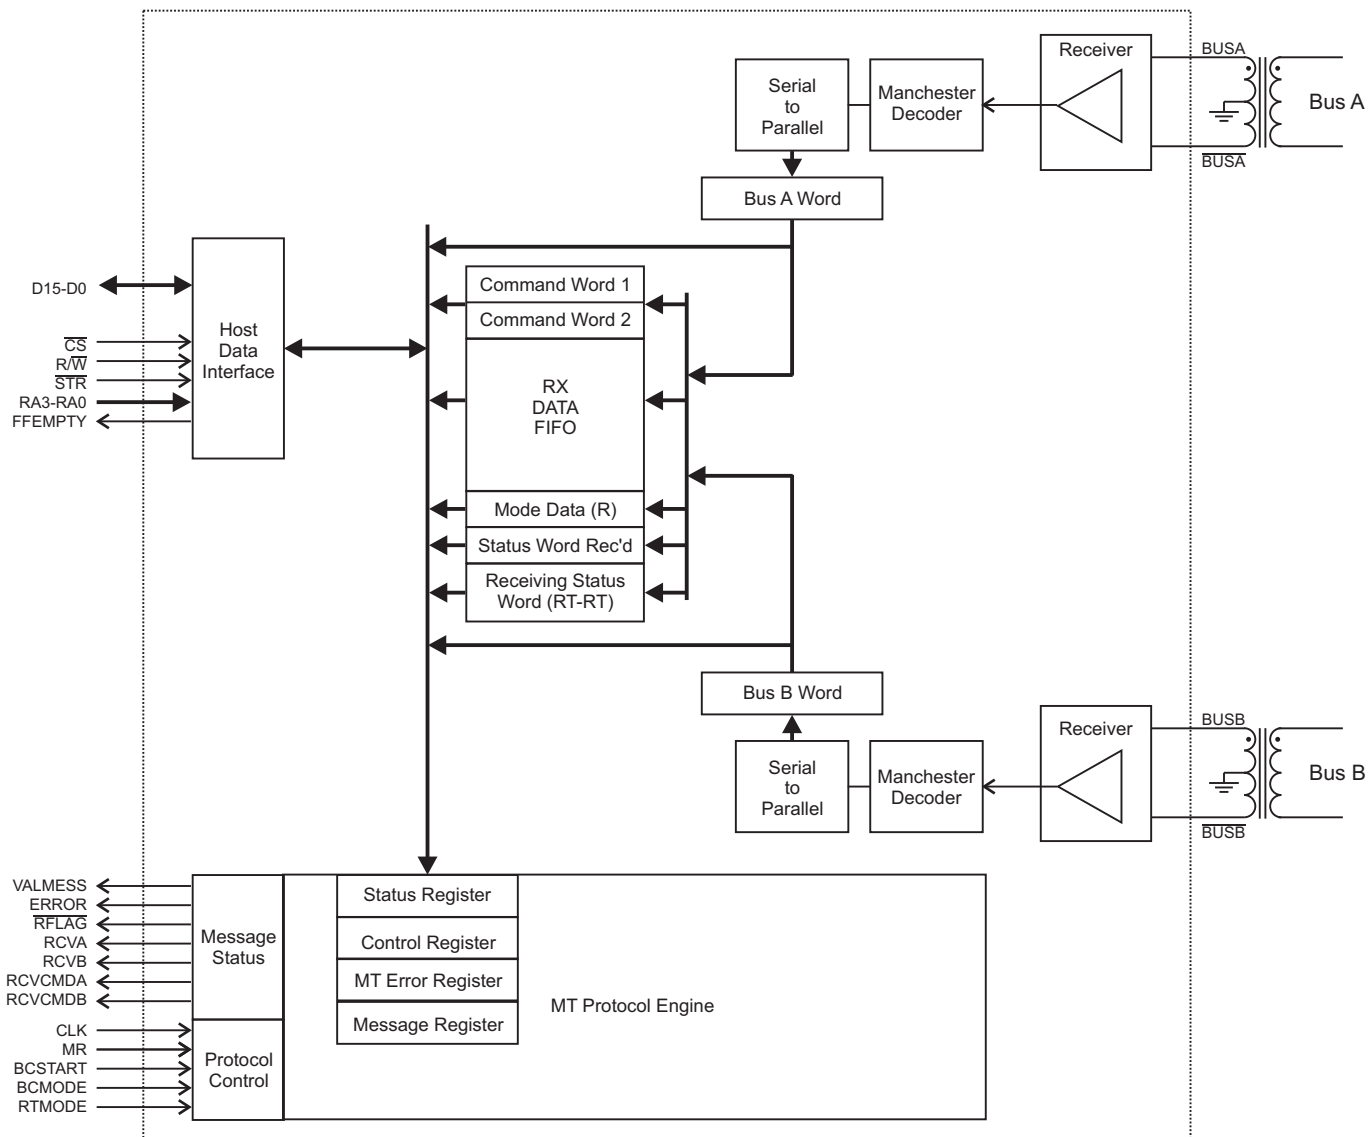 Receiver
BUSA
Bus A
BUSA
Serial
to
Parallel
Manchester
Decoder
Bus A Word
D15-D0
CS
R/W
STR
RA3-RA0
FFEMPTY
Host
Data
Interface
Command Word 1
Command Word 2
RX
DATA
FIFO
Mode Data (R)
Status Word Rec'd
Receiving Status
Word (RT-RT)
Bus B Word
Serial
to
Parallel
Manchester
Decoder
Receiver
BUSB
Bus B
BUSB
VALMESS
ERROR
RFLAG
RCVA
RCVB
RCVCMDA
RCVCMDB
CLK
MR
BCSTART
BCMODE
RTMODE
Message
Status
Protocol
Control
Status Register
Control Register
MT Error Register
Message Register
MT Protocol Engine